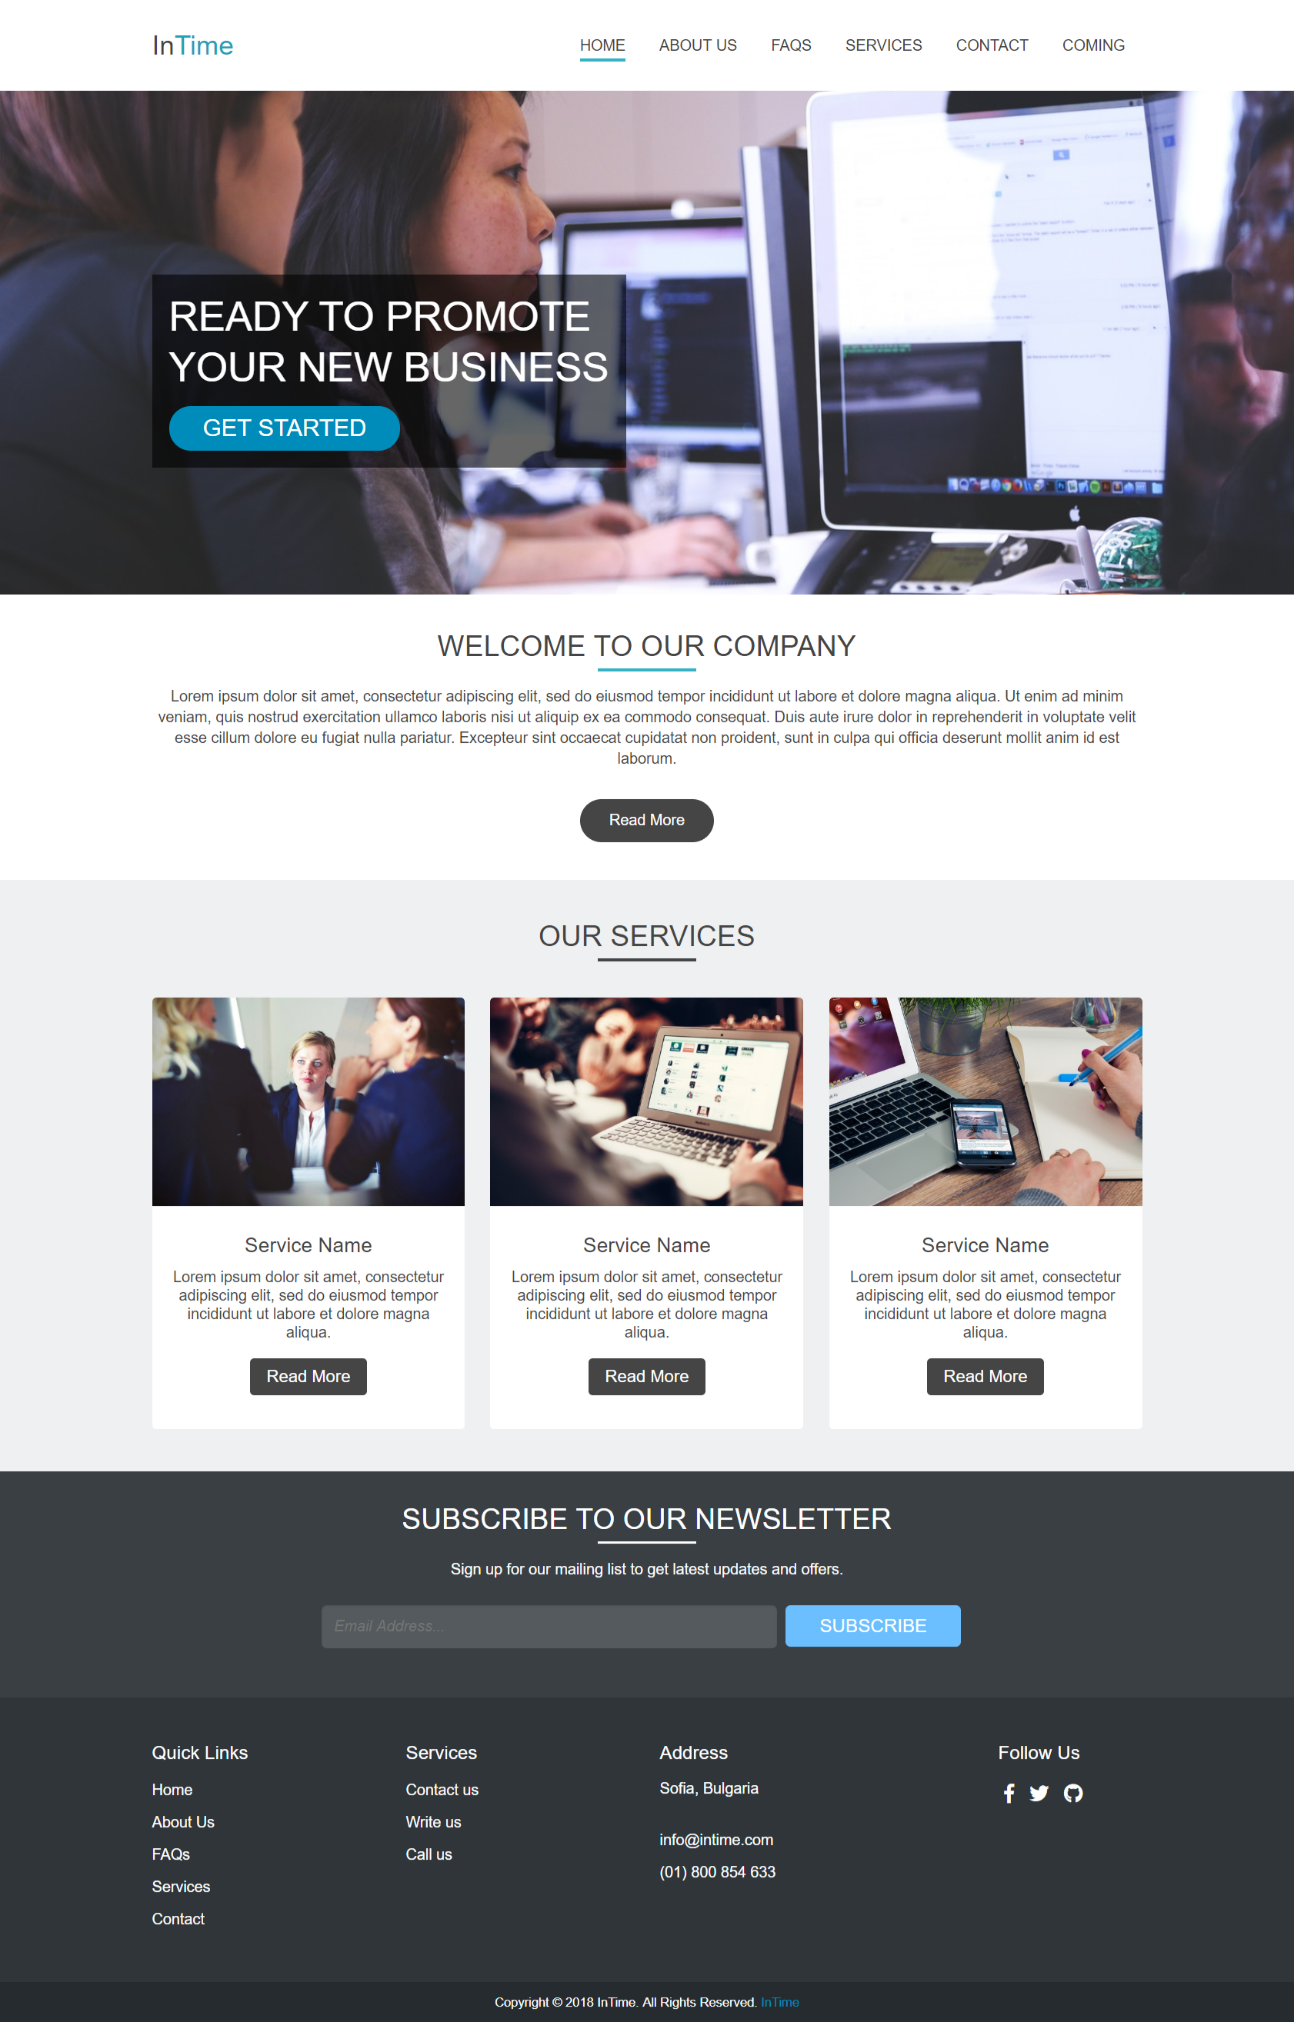 InTime
HOME ABOUT US FAQS SERVICES CONTACT COMING
READY TO PROMOTE
YOUR NEW BUSINESS
GET STARTED
WELCOME TO OUR COMPANY
Lorem ipsum dolor sit amet, consectetur adipiscing elit, sed do eiusmod tempor incididunt ut labore et dolore magna aliqua. Ut enim ad minim
veniam, quis nostrud exercitation ullamco laboris nisi ut aliquip ex ea commodo consequat. Duis aute irure dolor in reprehenderit in voluptate velit
esse cillum dolore eu fugiat nulla pariatur. Excepteur sint occaecat cupidatat non proident, sunt in culpa qui officia deserunt mollit anim id est
laborum.
Read More
OUR SERVICES
Service Name
Lorem ipsum dolor sit amet, consectetur
adipiscing elit, sed do eiusmod tempor
incididunt ut labore et dolore magna
aliqua.
Read More
Service Name
Lorem ipsum dolor sit amet, consectetur
adipiscing elit, sed do eiusmod tempor
incididunt ut labore et dolore magna
aliqua.
Read More
Service Name
Lorem ipsum dolor sit amet, consectetur
adipiscing elit, sed do eiusmod tempor
incididunt ut labore et dolore magna
aliqua.
Read More
SUBSCRIBE TO OUR NEWSLETTER
Sign up for our mailing list to get latest updates and offers.
Email Address...
SUBSCRIBE
Quick Links
Home
About Us
FAQs
Services
Contact
Services
Contact us
Write us
Call us
Address
Sofia, Bulgaria
info@intime.com
(01) 800 854 633
Follow Us
Copyright © 2018 InTime. All Rights Reserved. InTime